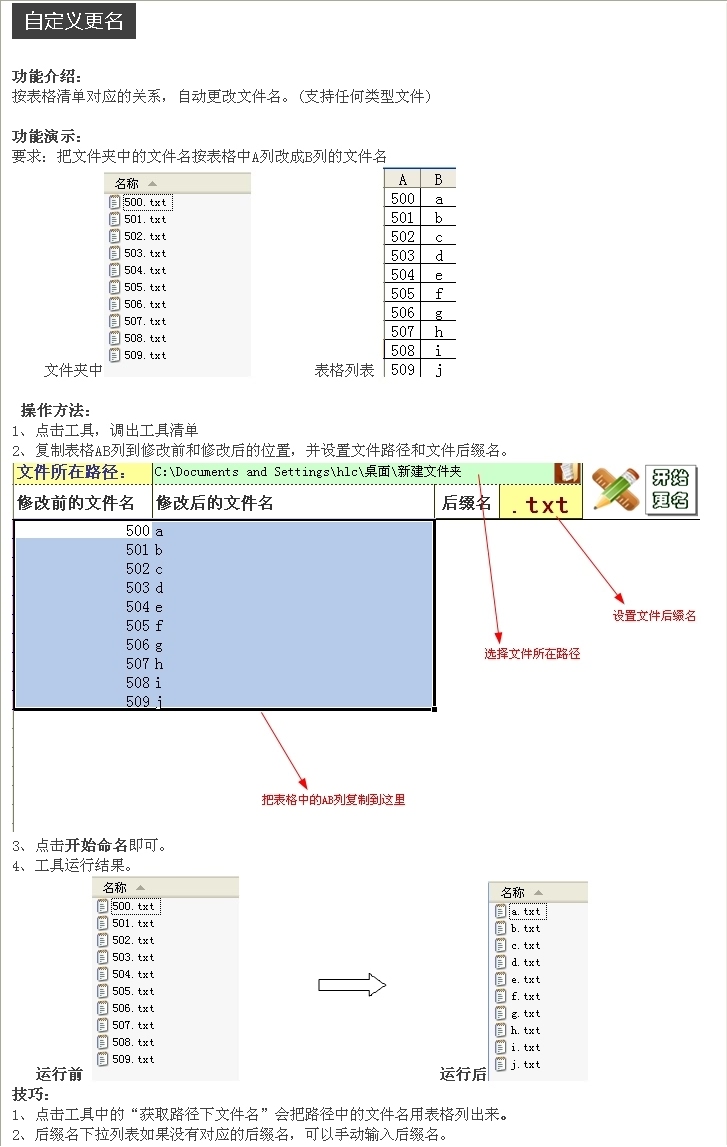 自定义更名
功能介绍：
按表格清单对应的关系，自动更改文件名。(支持任何类型文件)
功能演示：
要求：把文件夹中的文件名按表格中A列改成B列的文件名
名称
500.txt
501.txt
502.txt
503.txt
504.txt
505.txt
506.txt
507.txt
508.txt
509.txt
文件夹中
A B
500 a
501 b
502 c
503 d
504 e
505 f
506 g
507 h
508 i
509 j
表格列表
操作方法：
1、点击工具，调出工具清单
2、复制表格AB列到修改前和修改后的位置，并设置文件路径和文件后缀名。
文件所在路径： C:\Documents and Settings\hlc\桌面\新建文件夹
开始更名
修改前的文件名 修改后的文件名 后缀名 .txt
500 a
501 b
502 c
503 d
504 e
505 f
506 g
507 h
508 i
509 j
设置文件后缀名
选择文件所在路径
把表格中的AB列复制到这里
3、点击开始命名即可。
4、工具运行结果。
名称
500.txt
501.txt
502.txt
503.txt
504.txt
505.txt
506.txt
507.txt
508.txt
509.txt
运行前
名称
a.txt
b.txt
c.txt
d.txt
e.txt
f.txt
g.txt
h.txt
i.txt
j.txt
运行后
技巧：
1、点击工具中的“获取路径下文件名”会把路径中的文件名用表格列出来。
2、后缀名下拉列表如果没有对应的后缀名，可以手动输入后缀名。